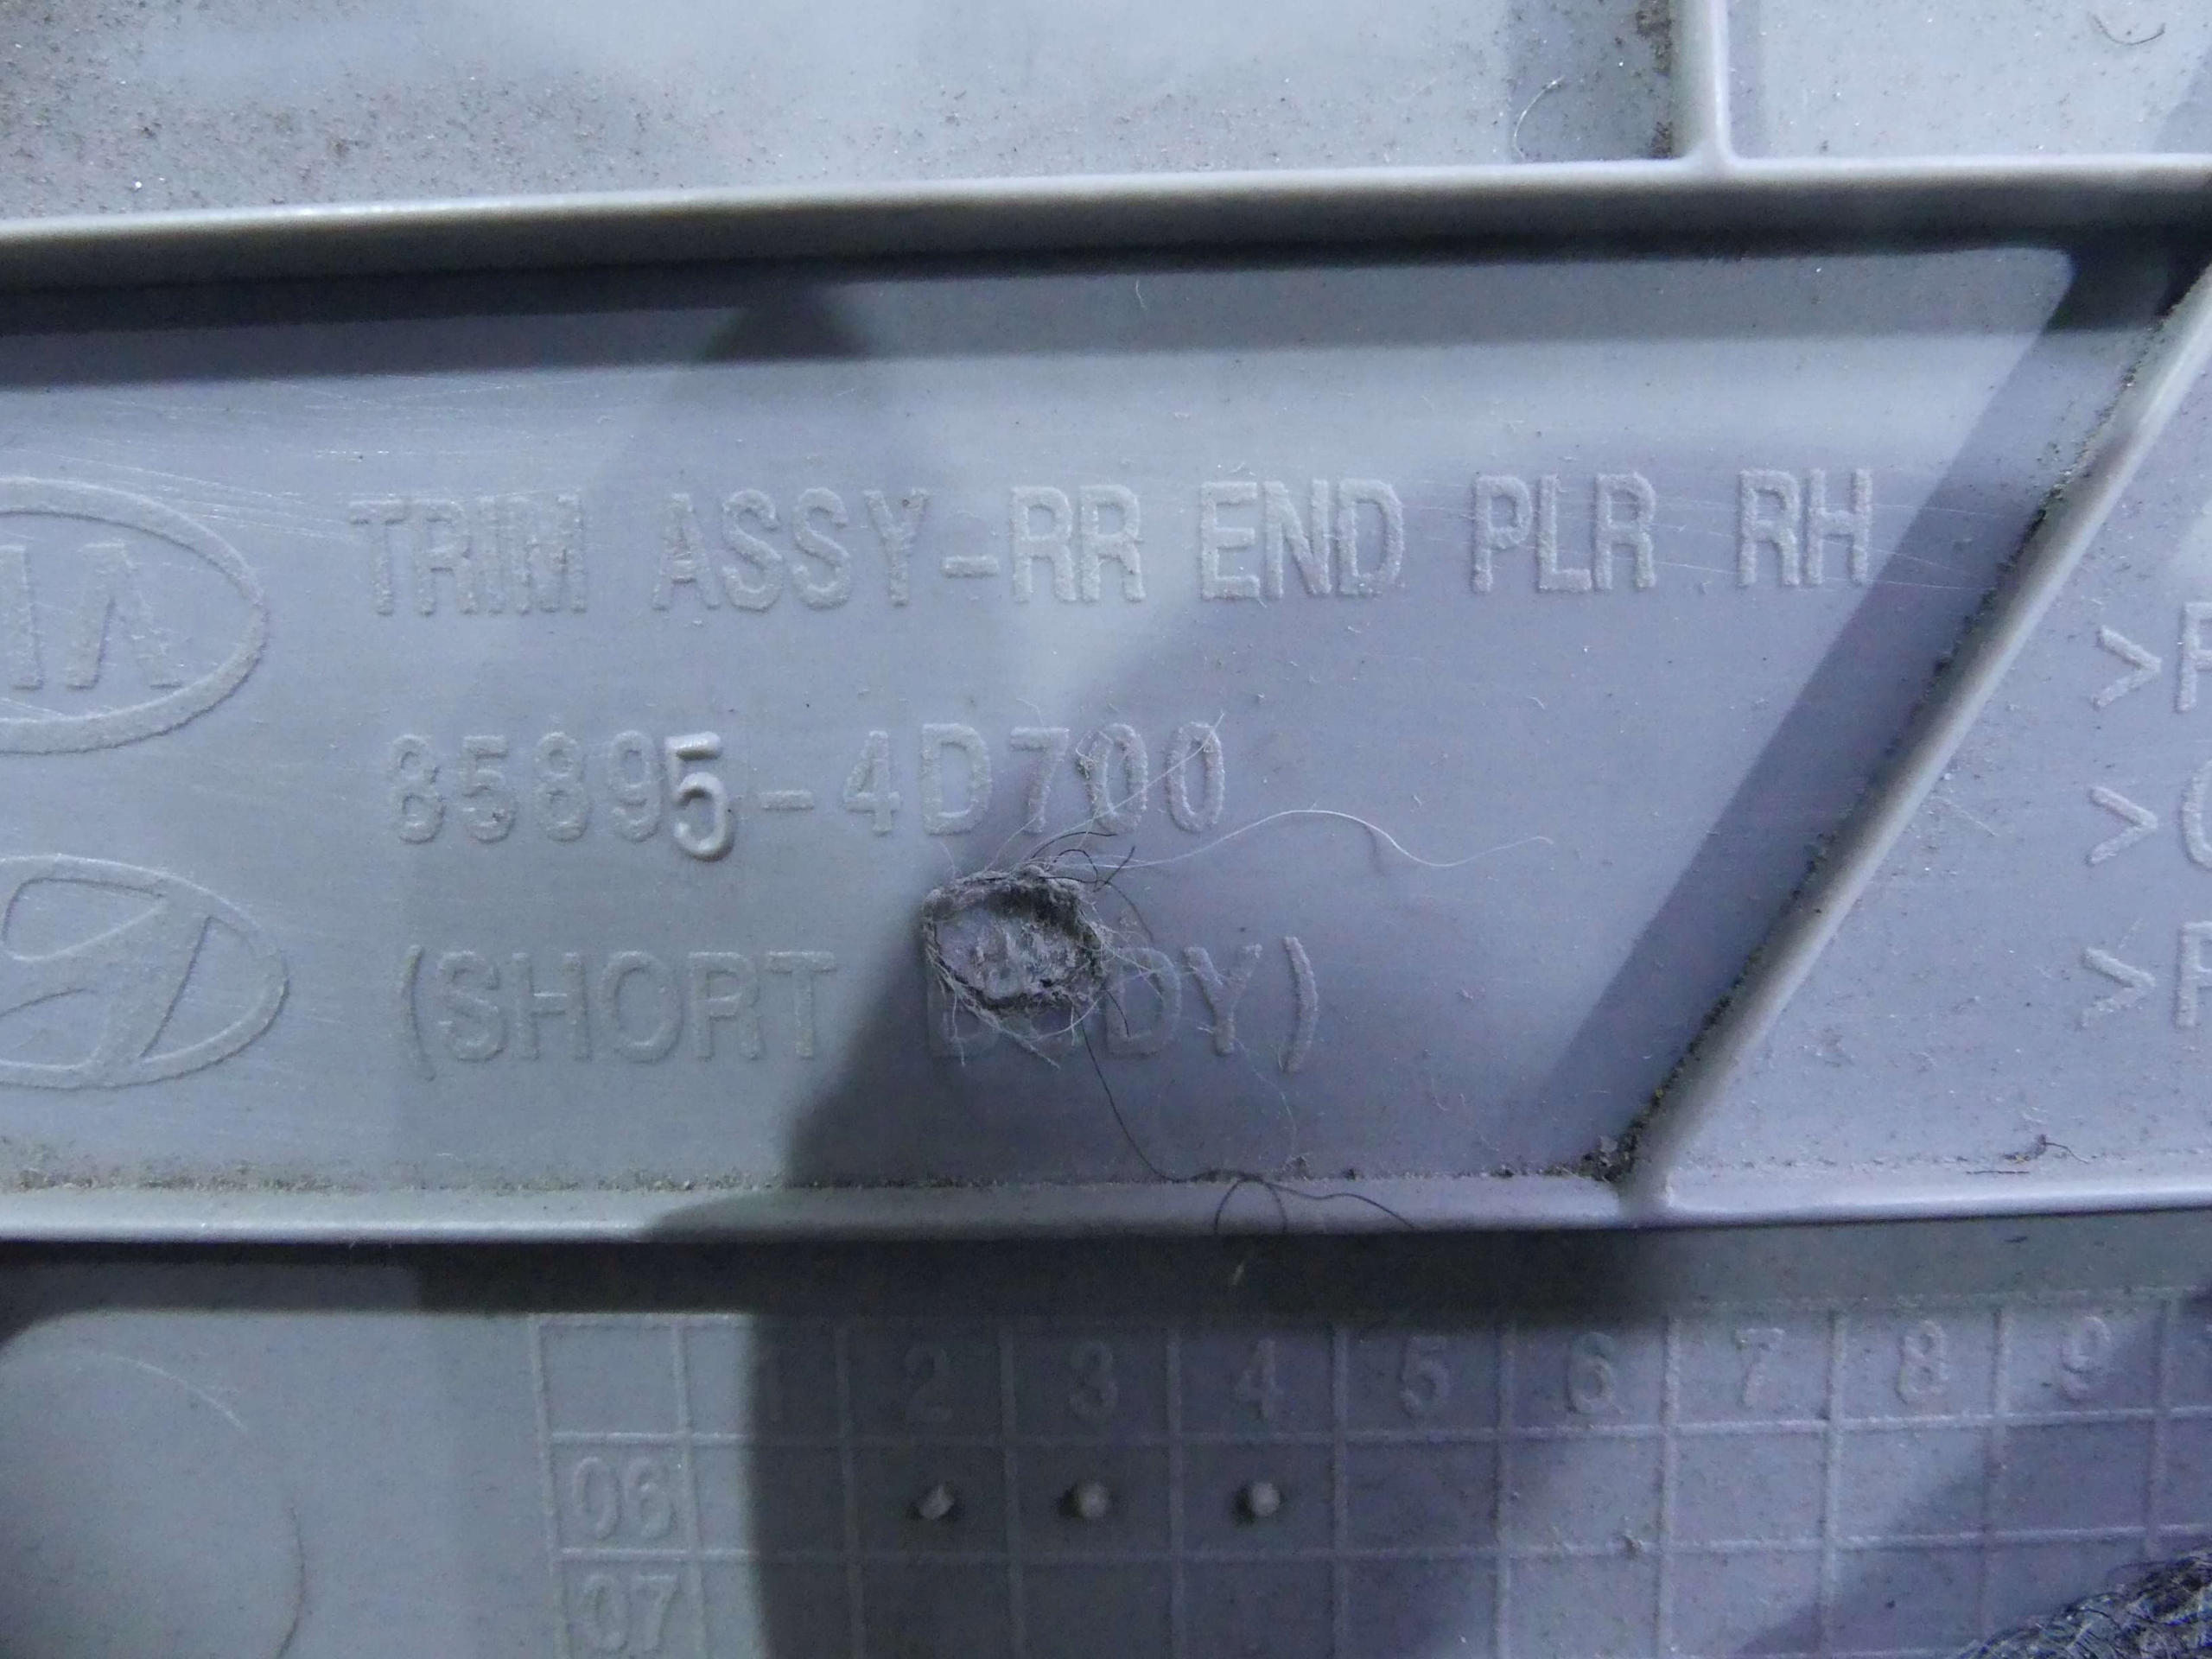 KIA
TRIM ASSY-RR END PLR RH
85895-4D700
(SHORT BODY)
>P
>
>P
1 2 3 4 5 6 7 8 9
06
07